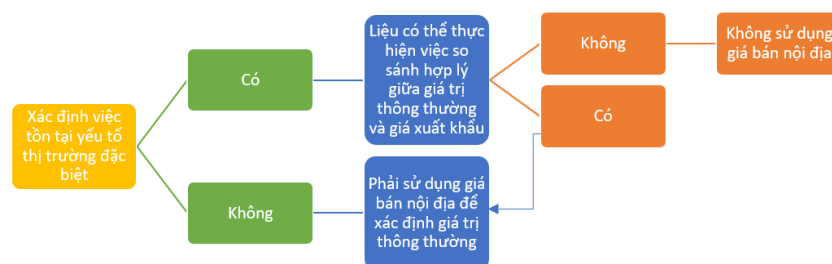 Xác định việc
tồn tại yếu tố
thị trường đặc
biệt
Có
Liệu có thể thực
hiện việc so
sánh hợp lý
giữa giá trị
thông thường
và giá xuất khẩu
Không
Không sử dụng
giá bán nội địa
Có
Không
Phải sử dụng giá
bán nội địa để
xác định giá trị
thông thường